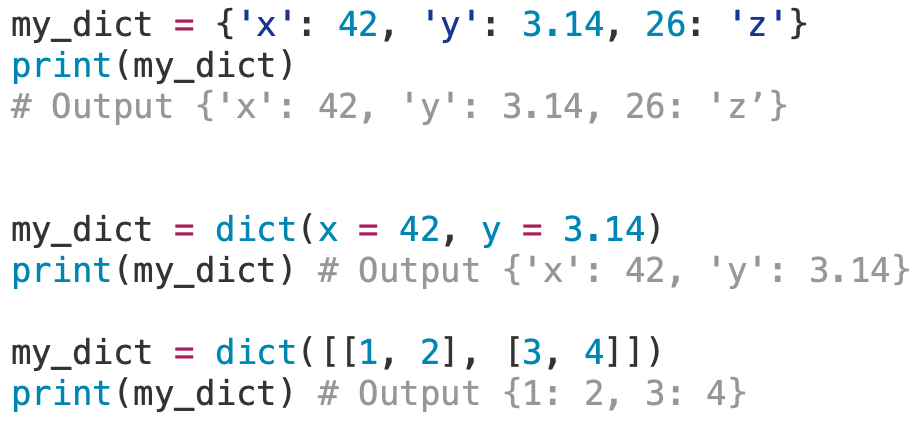 my_dict = {'x': 42, 'y': 3.14, 26: 'z'}
print(my_dict)
# Output {'x': 42, 'y': 3.14, 26: 'z’}
my_dict = dict(x = 42, y = 3.14)
print(my_dict) # Output {'x': 42, 'y': 3.14}
my_dict = dict([[1, 2], [3, 4]])
print(my_dict) # Output {1: 2, 3: 4}